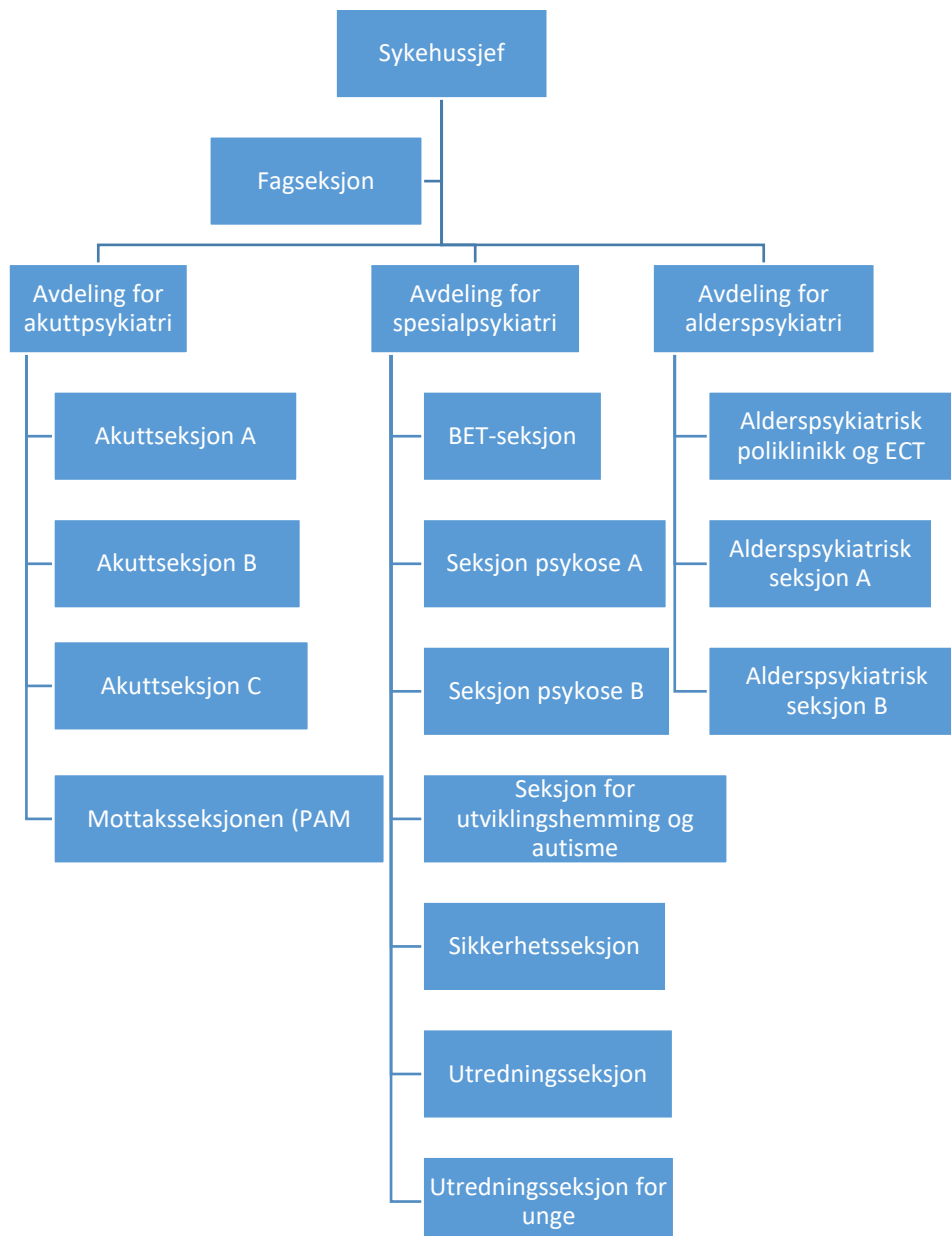 Sykehussjef
Fagseksjon
Avdeling for
akuttpsykiatri
Akuttseksjon A
Akuttseksjon B
Akuttseksjon C
Mottaksseksjonen (PAM
Avdeling for
spesialpsykiatri
BET-seksjon
Seksjon psykose A
Seksjon psykose B
Seksjon for
utviklingshemming og
autisme
Sikkerhetsseksjon
Utredningsseksjon
Utredningsseksjon for
unge
Avdeling for
alderspsykiatri
Alderspsykiatrisk
poliklinikk og ECT
Alderspsykiatrisk
seksjon A
Alderspsykiatrisk
seksjon B